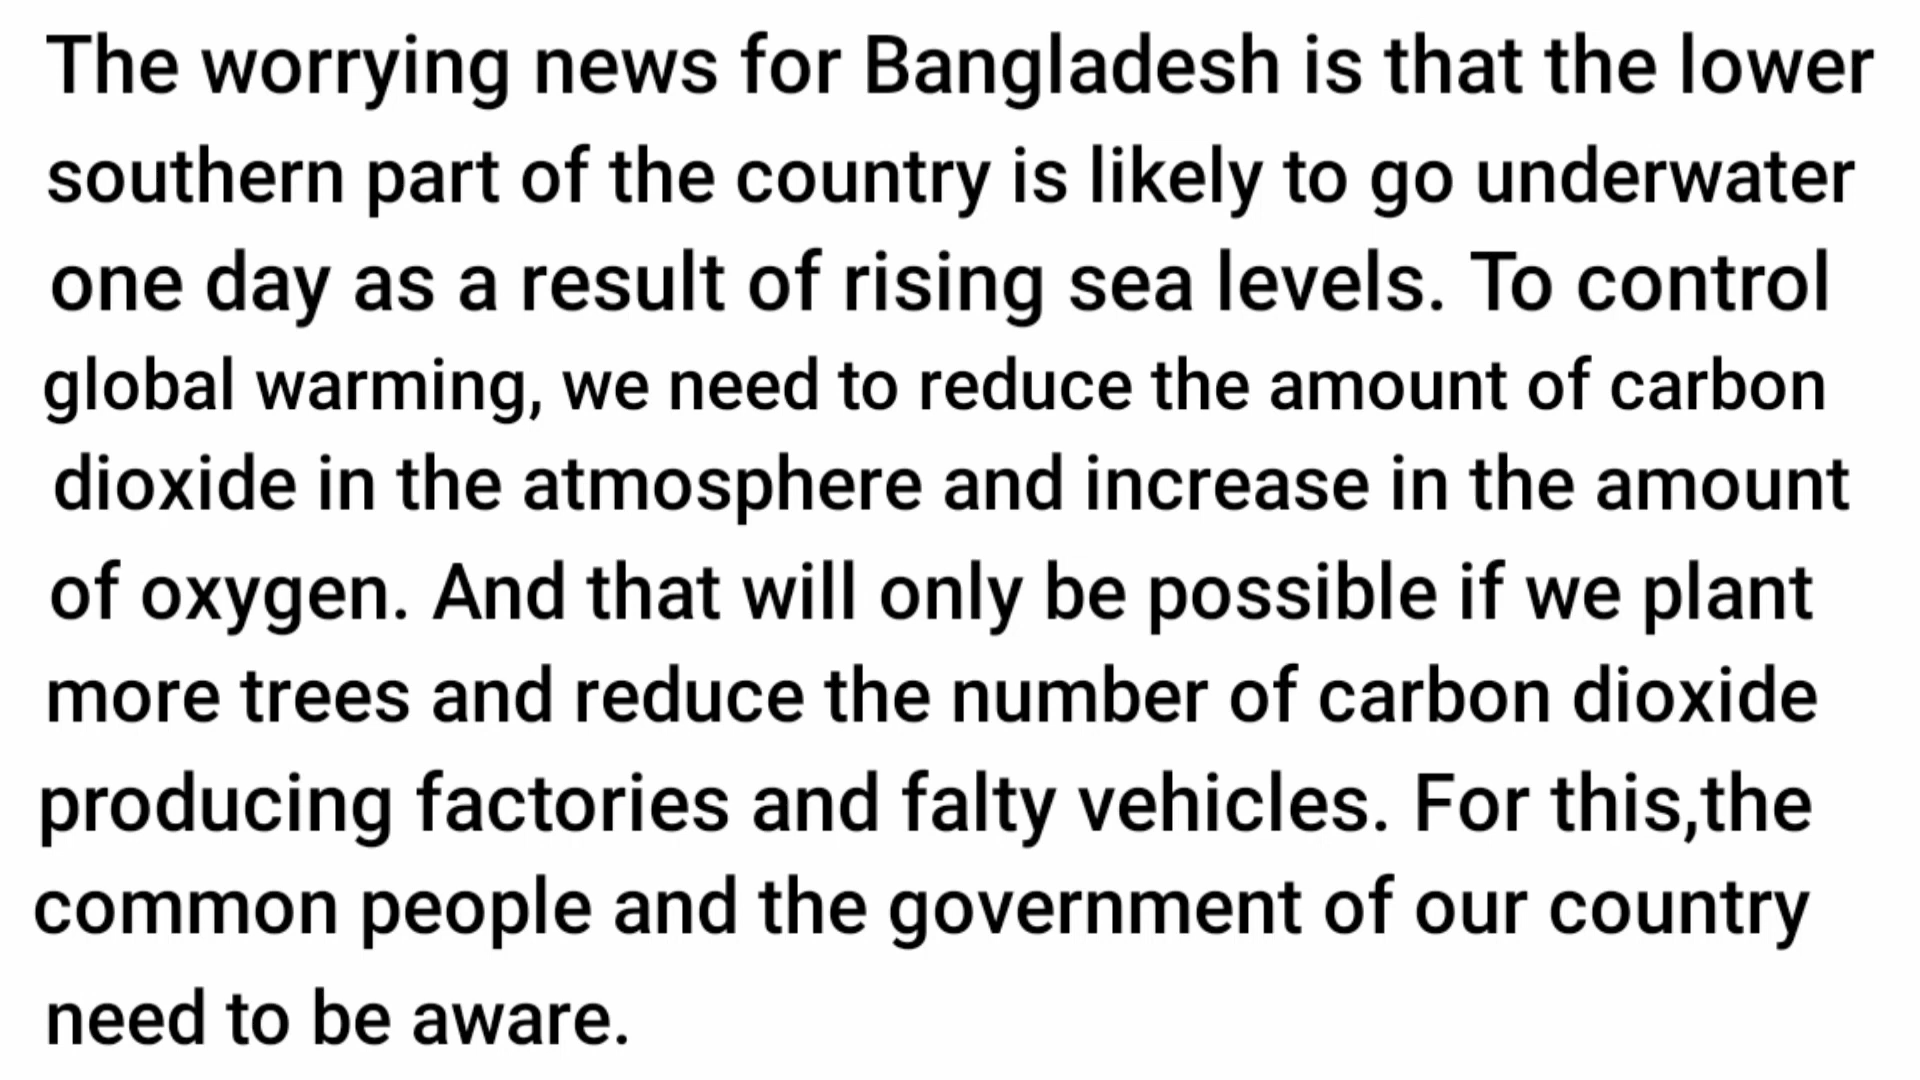 The worrying news for Bangladesh is that the lower
southern part of the country is likely to go underwater
one day as a result of rising sea levels. To control
global warming, we need to reduce the amount of carbon
dioxide in the atmosphere and increase in the amount
of oxygen. And that will only be possible if we plant
more trees and reduce the number of carbon dioxide
producing factories and falty vehicles. For this,the
common people and the government of our country
need to be aware.